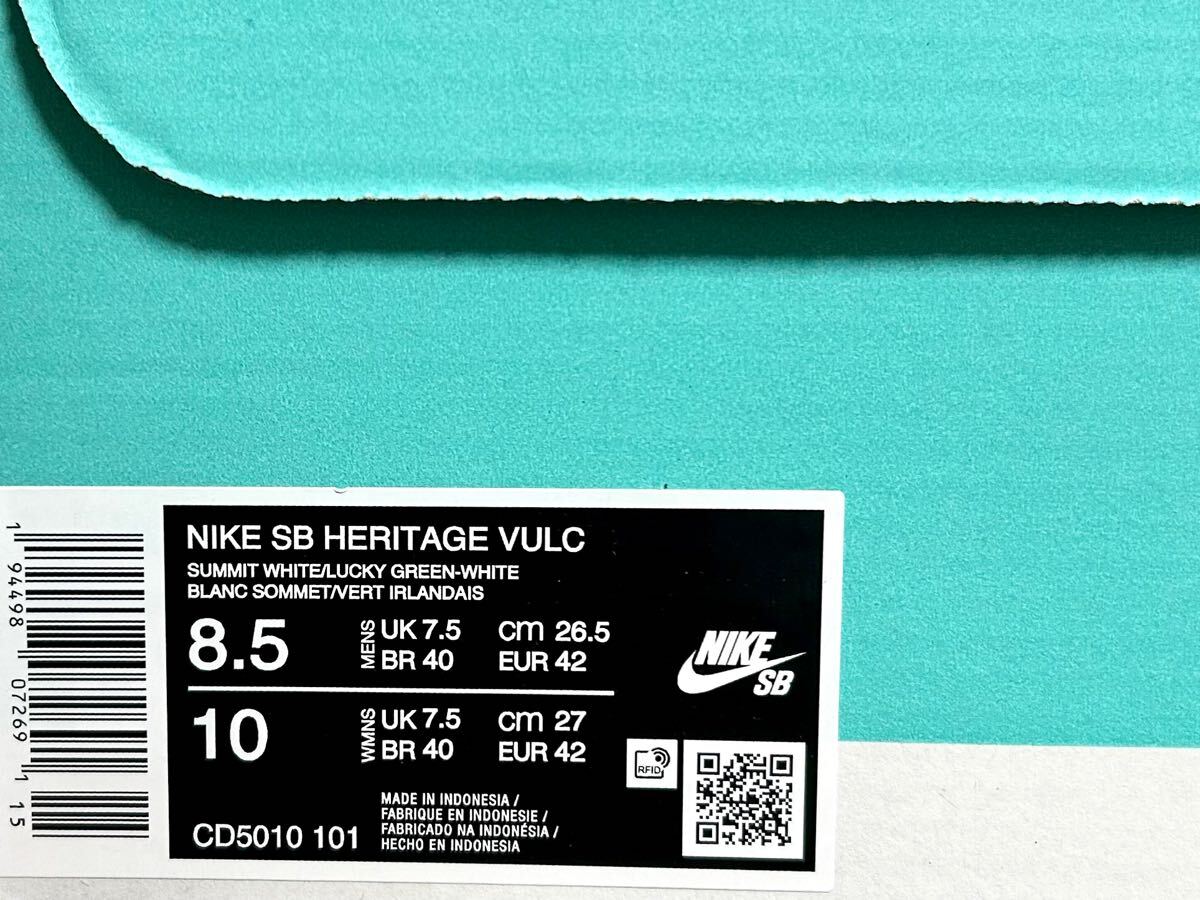 NIKE SB HERITAGE VULC
SUMMIT WHITE/LUCKY GREEN-WHITE
BLANC SOMMET/VERT IRLANDAIS
8.5 MENS UK 7.5 cm 26.5
BR 40 EUR 42
10 WMNS UK 7.5 cm 27
BR 40 EUR 42
NIKE
SB
RFID
CD5010 101
MADE IN INDONESIA /
FABRIQUE EN INDONESIE /
FABRICADO NA INDONÉSIA /
HECHO EN INDONESIA
1 94498 07269 1 15